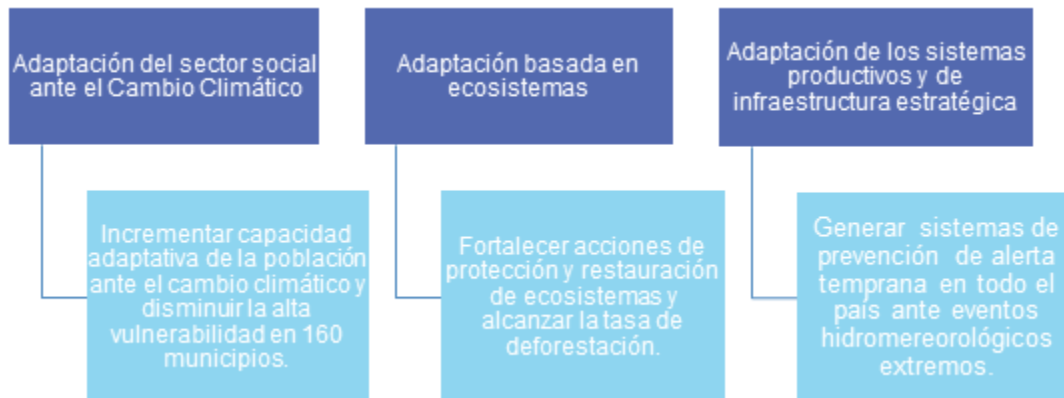 Adaptación del sector social
ante el Cambio Climático
Incrementar capacidad
adaptativa de la población
ante el cambio climático y
disminuir la alta
vulnerabilidad en 160
municipios.
Adaptación basada en
ecosistemas
Fortalecer acciones de
protección y restauración
de ecosistemas y
alcanzar la tasa de
deforestación.
Adaptación de los sistemas
productivos y de
infraestructura estratégica
Generar sistemas de
prevención de alerta
temprana en todo el
país ante eventos
hidromereorológicos
extremos.